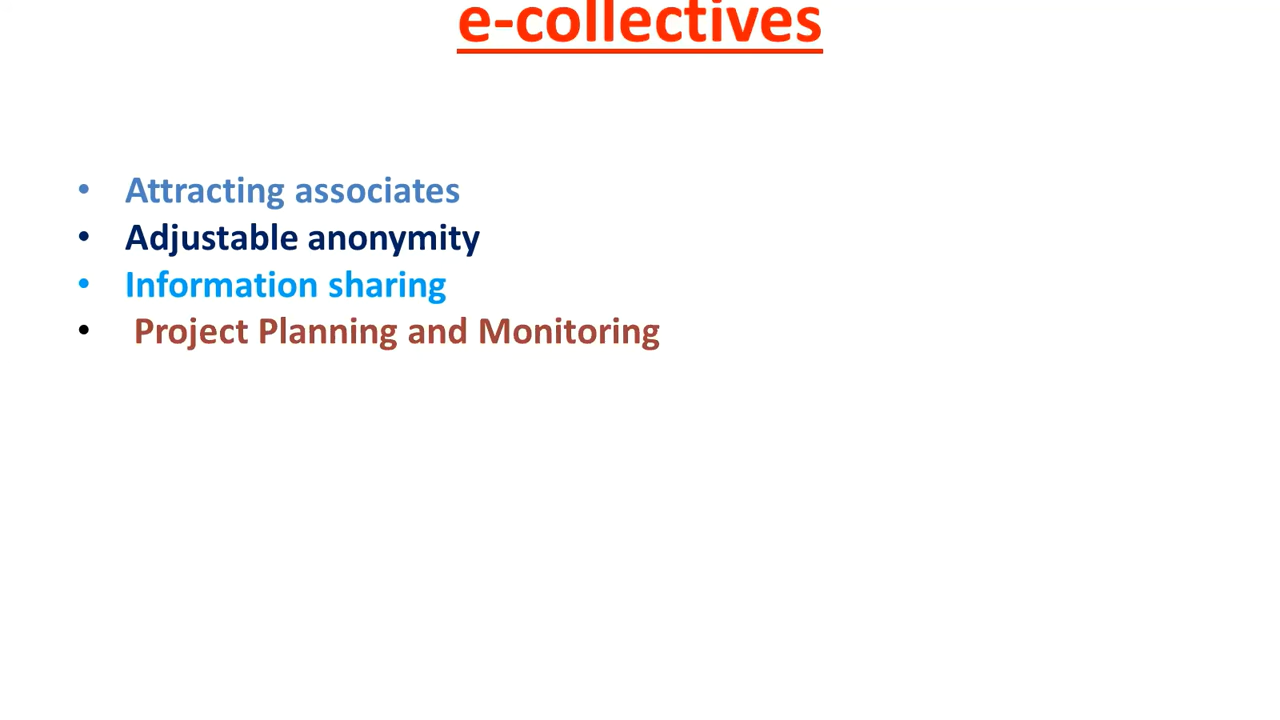 e-collectives
• Attracting associates
• Adjustable anonymity
• Information sharing
• Project Planning and Monitoring